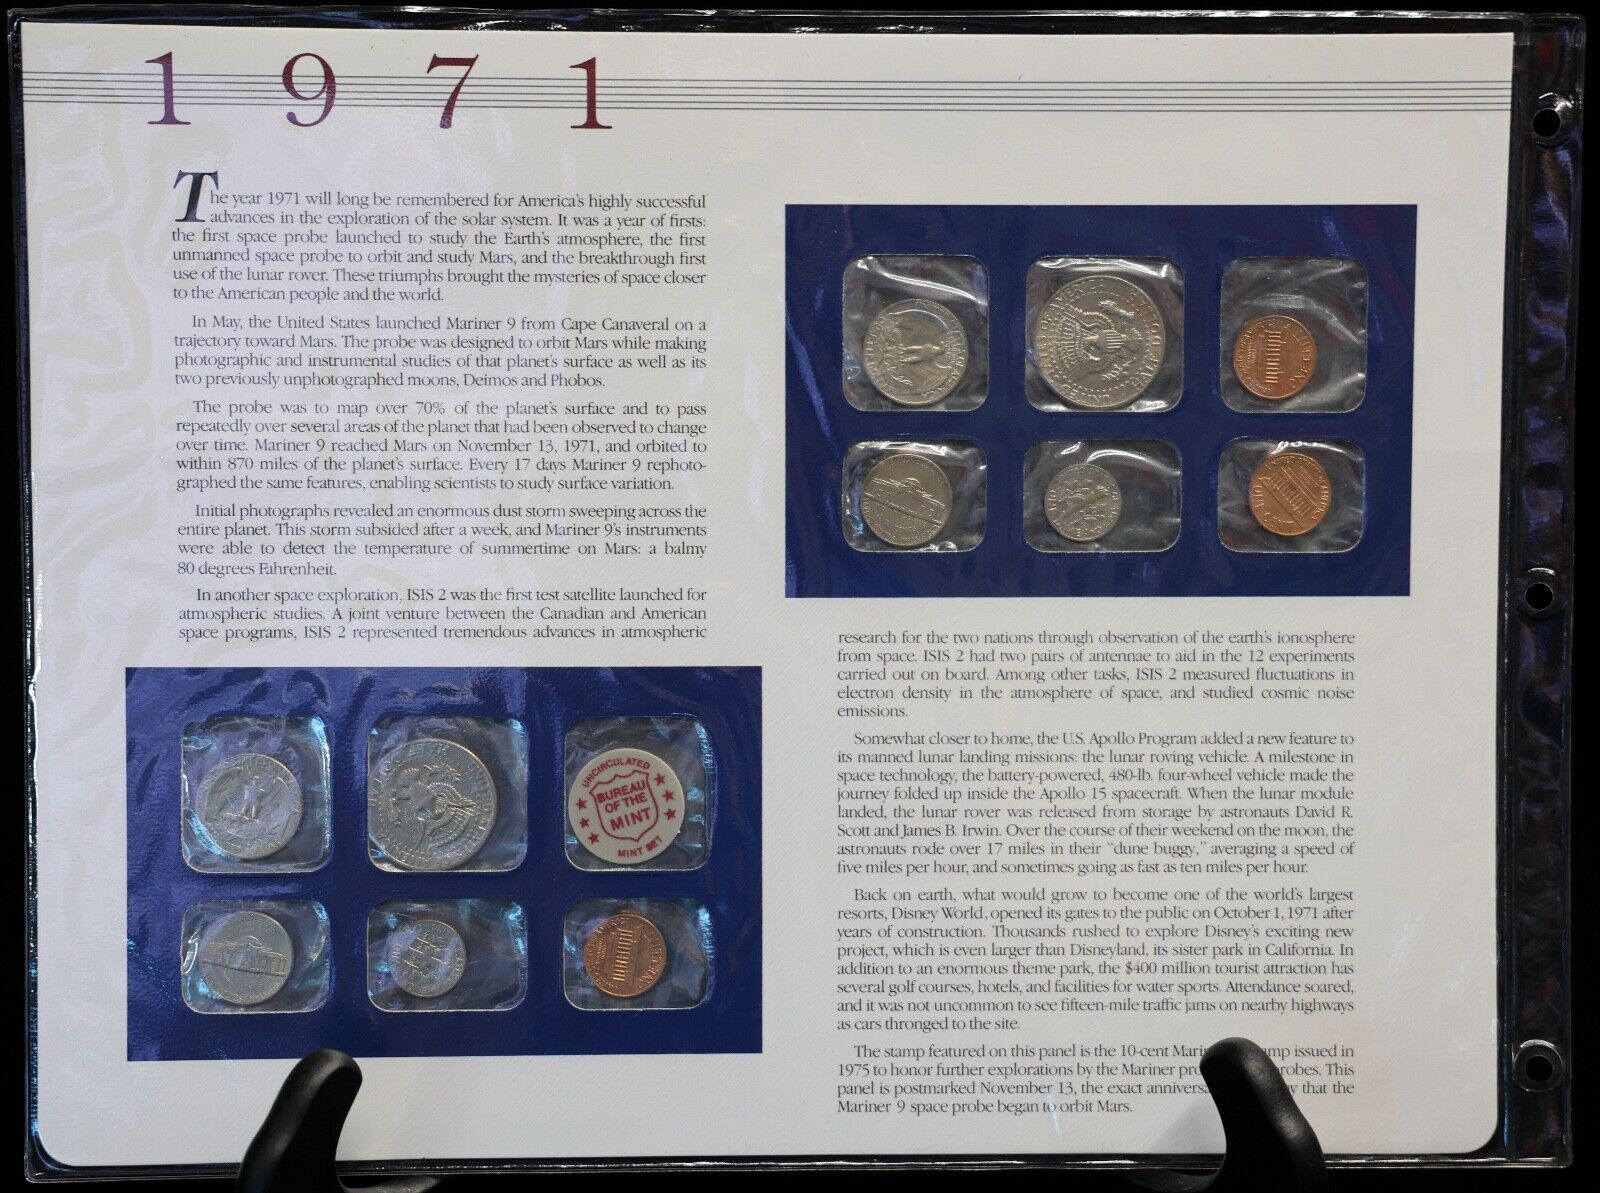 1971
The year 1971 will long be remembered for America's highly successful
advances in the exploration of the solar system. It was a year of firsts:
the first space probe launched to study the Earth's atmosphere, the first
unmanned space probe to orbit and study Mars, and the breakthrough first
use of the lunar rover. These triumphs brought the mysteries of space closer
to the American people and the world.
In May, the United States launched Mariner 9 from Cape Canaveral on a
trajectory toward Mars. The probe was designed to orbit Mars while making
photographic and instrumental studies of that planet's surface as well as its
two previously unphotographed moons, Deimos and Phobos.
The probe was to map over 70% of the planet's surface and to pass
repeatedly over several areas of the planet that had been observed to change
over time. Mariner 9 reached Mars on November 13, 1971, and orbited to
within 870 miles of the planet's surface. Every 17 days Mariner 9 rephoto-
graphed the same features, enabling scientists to study surface variation.
Initial photographs revealed an enormous dust storm sweeping across the
entire planet. This storm subsided after a week, and Mariner 9's instruments
were able to detect the temperature of summertime on Mars: a balmy
80 degrees Fahrenheit.
In another space exploration, ISIS 2 was the first test satellite launched for
atmospheric studies. A joint venture between the Canadian and American
space programs, ISIS 2 represented tremendous advances in atmospheric
UNCIRCULATED
BUREAU
OF THE
MINT
MINT SET
ONE CENT
ONE CENT
research for the two nations through observation of the earth's ionosphere
from space. ISIS 2 had two pairs of antennae to aid in the 12 experiments
carried out on board. Among other tasks, ISIS 2 measured fluctuations in
electron density in the atmosphere of space, and studied cosmic noise
emissions.
Somewhat closer to home, the U.S. Apollo Program added a new feature to
its manned lunar landing missions: the lunar roving vehicle. A milestone in
space technology, the battery-powered, 480-lb. four-wheel vehicle made the
journey folded up inside the Apollo 15 spacecraft. When the lunar module
landed, the lunar rover was released from storage by astronauts David R.
Scott and James B. Irwin. Over the course of their weekend on the moon, the
astronauts rode over 17 miles in their "dune buggy," averaging a speed of
five miles per hour, and sometimes going as fast as ten miles per hour.
Back on earth, what would grow to become one of the world's largest
resorts, Disney World, opened its gates to the public on October 1, 1971 after
years of construction. Thousands rushed to explore Disney's exciting new
project, which is even larger than Disneyland, its sister park in California. In
addition to an enormous theme park, the $400 million tourist attraction has
several golf courses, hotels, and facilities for water sports. Attendance soared,
and it was not uncommon to see fifteen-mile traffic jams on nearby highways
as cars thronged to the site.
The stamp featured on this panel is the 10-cent issued in
1975 to honor further explorations by the Mariner This
panel is postmarked November 13, the exact that the
Mariner 9 space probe began to orbit Mars.